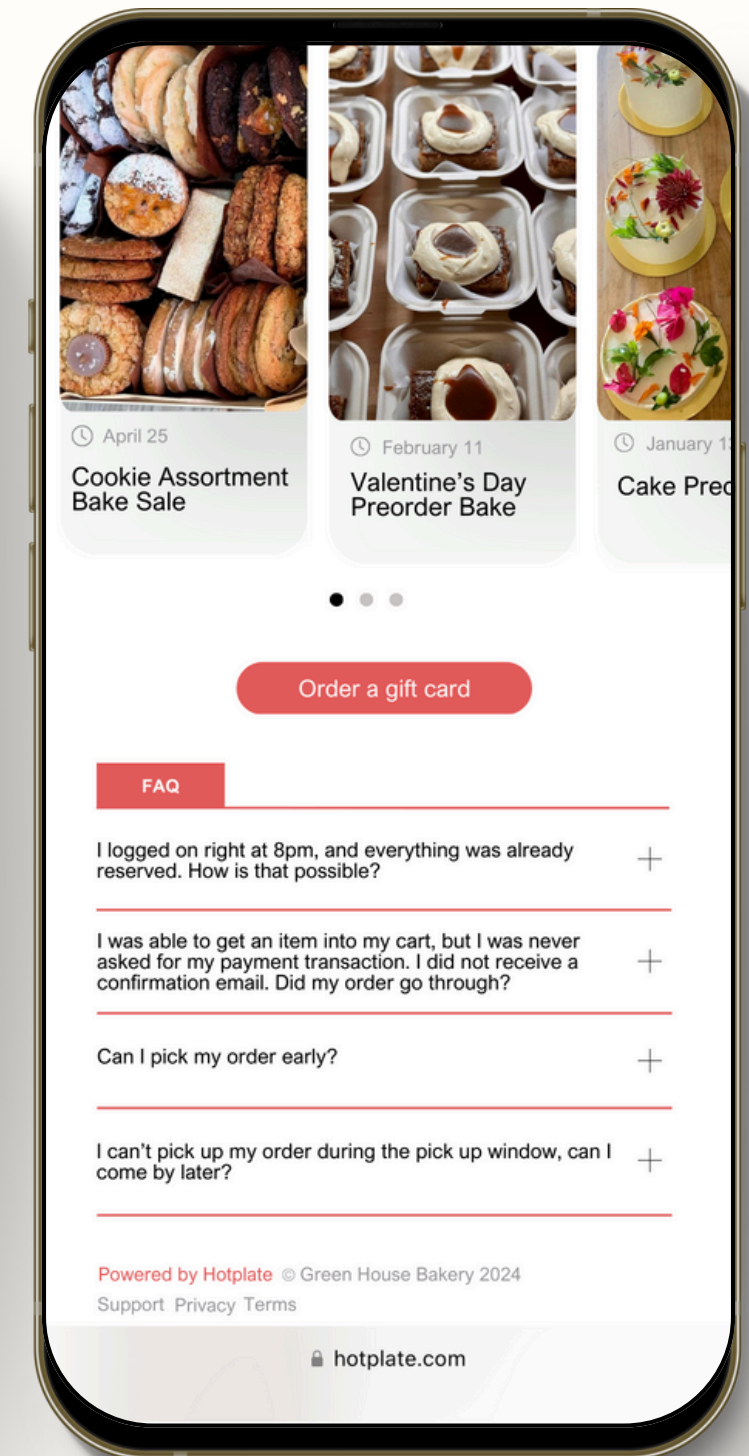 April 25
Cookie Assortment
Bake Sale
February 11
Valentine's Day
Preorder Bake
January
Cake
Order a gift card
FAQ
I logged on right at 8pm, and everything was already
reserved. How is that possible?
I was able to get an item into my cart, but I was never
asked for my payment transaction. I did not receive a
confirmation email. Did my order go through?
Can I pick my order early?
I can't pick up my order during the pick up window, can I
come by later?
Powered by Hotplate © Green House Bakery 2024
Support Privacy Terms
hotplate.com